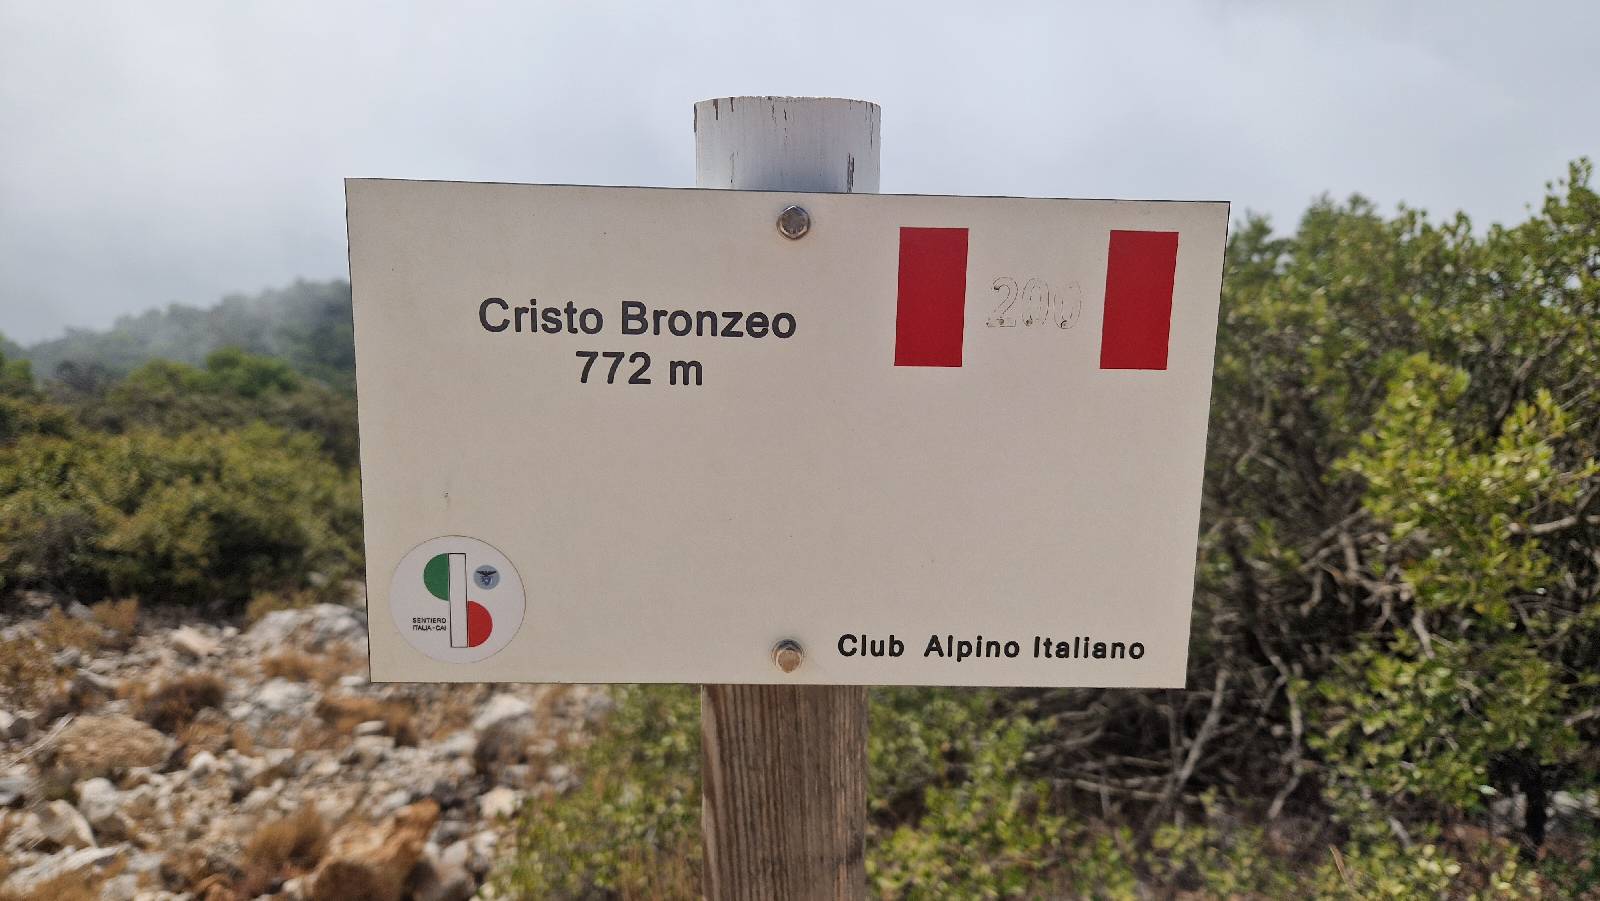 Cristo Bronzeo
772 m
200
SENTIERO
ITALIA-CAI
Club Alpino Italiano